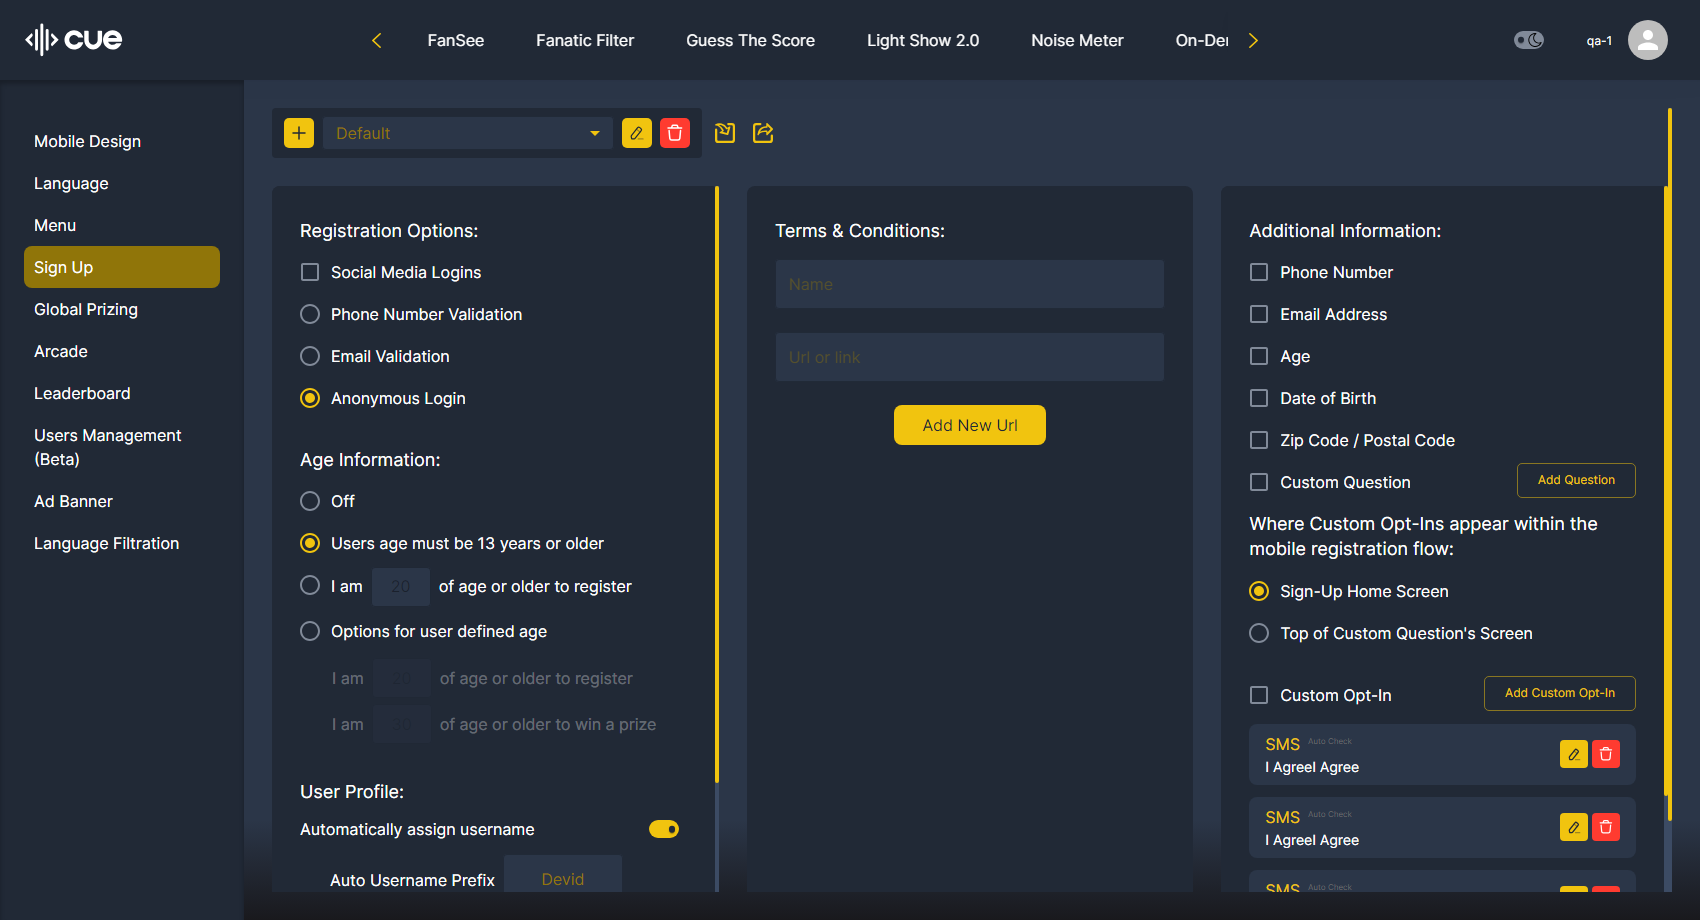 cue
FanSee
Fanatic Filter
Guess The Score
Light Show 2.0
Noise Meter
On-Der
qa-1
Mobile Design
Language
Menu
Sign Up
Global Prizing
Arcade
Leaderboard
Users Management
(Beta)
Ad Banner
Language Filtration
Default
Registration Options:
Social Media Logins
Phone Number Validation
Email Validation
Anonymous Login
Age Information:
Off
Users age must be 13 years or older
I am 20 of age or older to register
Options for user defined age
I am 20 of age or older to register
I am of age or older to win a prize
User Profile:
Automatically assign username
Auto Username Prefix Devid
Terms & Conditions:
Name
Url or link
Add New Url
Additional Information:
Phone Number
Email Address
Age
Date of Birth
Zip Code / Postal Code
Custom Question
Add Question
Where Custom Opt-Ins appear within the
mobile registration flow:
Sign-Up Home Screen
Top of Custom Question's Screen
Custom Opt-In
Add Custom Opt-In
SMS Auto Check
I AgreeI Agree
SMS Auto Check
I AgreeI Agree
SMS Auto Check